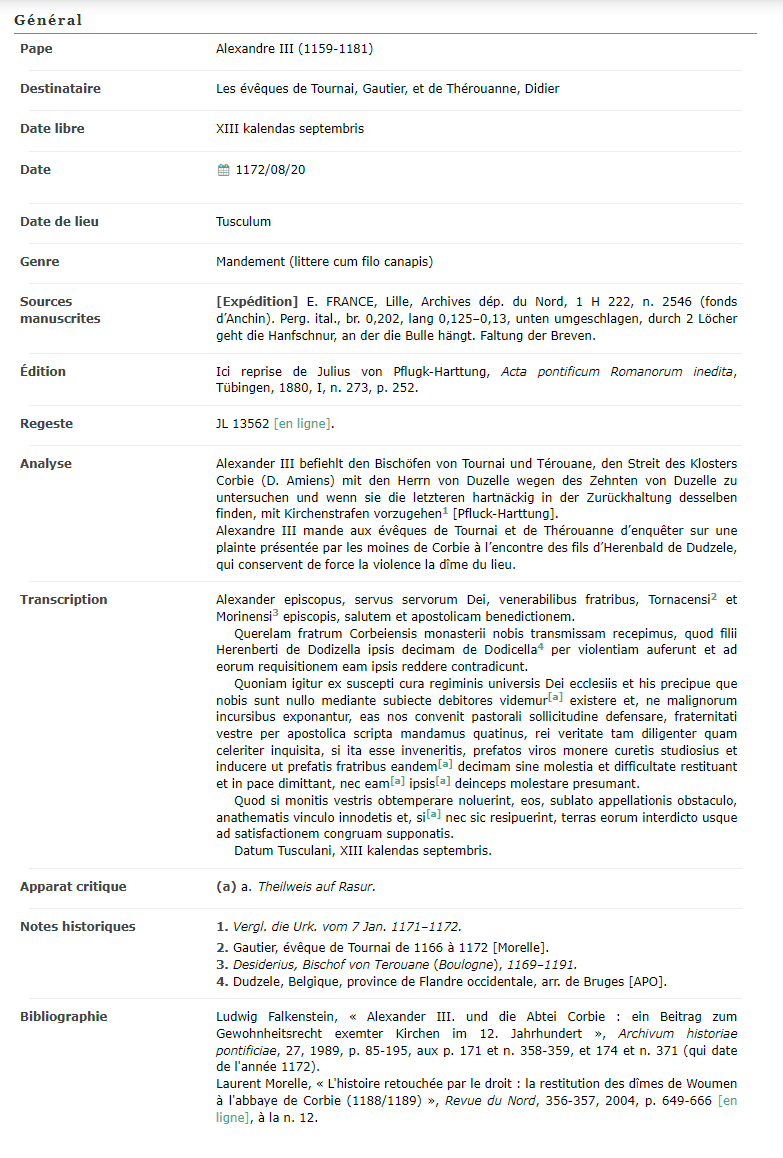 Général
Pape Alexandre III (1159-1181)
Destinataire Les évêques de Tournai, Gautier, et de Thérouanne, Didier
Date libre XIII kalendas septembris
Date 1172/08/20
Date de lieu Tusculum
Genre Mandement (littere cum filo canapis)
Sources [Expédition] E. FRANCE, Lille, Archives dép. du Nord, 1 H 222, n. 2546 (fonds
manuscrites d’Anchin). Perg. ital., br. 0,202, lang 0,125–0,13, unten umgeschlagen, durch 2 Löcher
geht die Hanfschnur, an der die Bulle hängt. Faltung der Breven.
Édition Ici reprise de Julius von Pflugk-Harttung, Acta pontificum Romanorum inedita,
Tübingen, 1880, I, n. 273, p. 252.
Regeste JL 13562 [en ligne].
Analyse Alexander III befiehlt den Bischöfen von Tournai und Térouane, den Streit des Klosters
Corbie (D. Amiens) mit den Herrn von Duzelle wegen des Zehnten von Duzelle zu
untersuchen und wenn sie die letzteren hartnäckig in der Zurückhaltung desselben
finden, mit Kirchenstrafen vorzugehen1 [Pfluck-Harttung].
Alexandre III mande aux évêques de Tournai et de Thérouanne d’enquêter sur une
plainte présentée par les moines de Corbie à l’encontre des fils d’Herenbald de Dudzele,
qui conservent de force la violence la dîme du lieu.
Transcription Alexander episcopus, servus servorum Dei, venerabilibus fratribus, Tornacensi2 et
Morinensi3 episcopis, salutem et apostolicam benedictionem.
Querelam fratrum Corbeiensis monasterii nobis transmissam recepimus, quod filii
Herenberti de Dodizella ipsis decimam de Dodicella4 per violentiam auferunt et ad
eorum requisitionem eam ipsis reddere contradicunt.
Quoniam igitur ex suscepti cura regiminis universis Dei ecclesiis et his precipue que
nobis sunt nullo mediante subiecte debitores videmur[a] existere et, ne malignorum
incursibus exponantur, eas nos convenit pastorali sollicitudine defensare, fraternitati
vestre per apostolica scripta mandamus quatinus, rei veritate tam diligenter quam
celeriter inquisita, si ita esse inveneritis, prefatos viros monere curetis studiosius et
inducere ut prefatis fratribus eandem[a] decimam sine molestia et difficultate restituant
et in pace dimittant, nec eam[a] ipsis[a] deinceps molestare presumant.
Quod si monitis vestris obtemperare noluerint, eos, sublato appellationis obstaculo,
anathematis vinculo innodetis et, si[a] nec sic resipuerint, terras eorum interdicto usque
ad satisfactionem congruam supponatis.
Datum Tusculani, XIII kalendas septembris.
Apparat critique (a) a. Theilweis auf Rasur.
Notes historiques 1. Vergl. die Urk. vom 7 Jan. 1171–1172.
2. Gautier, évêque de Tournai de 1166 à 1172 [Morelle].
3. Desiderius, Bischof von Terouane (Boulogne), 1169–1191.
4. Dudzele, Belgique, province de Flandre occidentale, arr. de Bruges [APO].
Bibliographie Ludwig Falkenstein, « Alexander III. und die Abtei Corbie : ein Beitrag zum
Gewohnheitsrecht exemter Kirchen im 12. Jahrhundert », Archivum historiae
pontificiae, 27, 1989, p. 85-195, aux p. 171 et n. 358-359, et 174 et n. 371 (qui date
de l'année 1172).
Laurent Morelle, « L'histoire retouchée par le droit : la restitution des dîmes de Woumen
à l'abbaye de Corbie (1188/1189) », Revue du Nord, 356-357, 2004, p. 649-666 [en
ligne], à la n. 12.